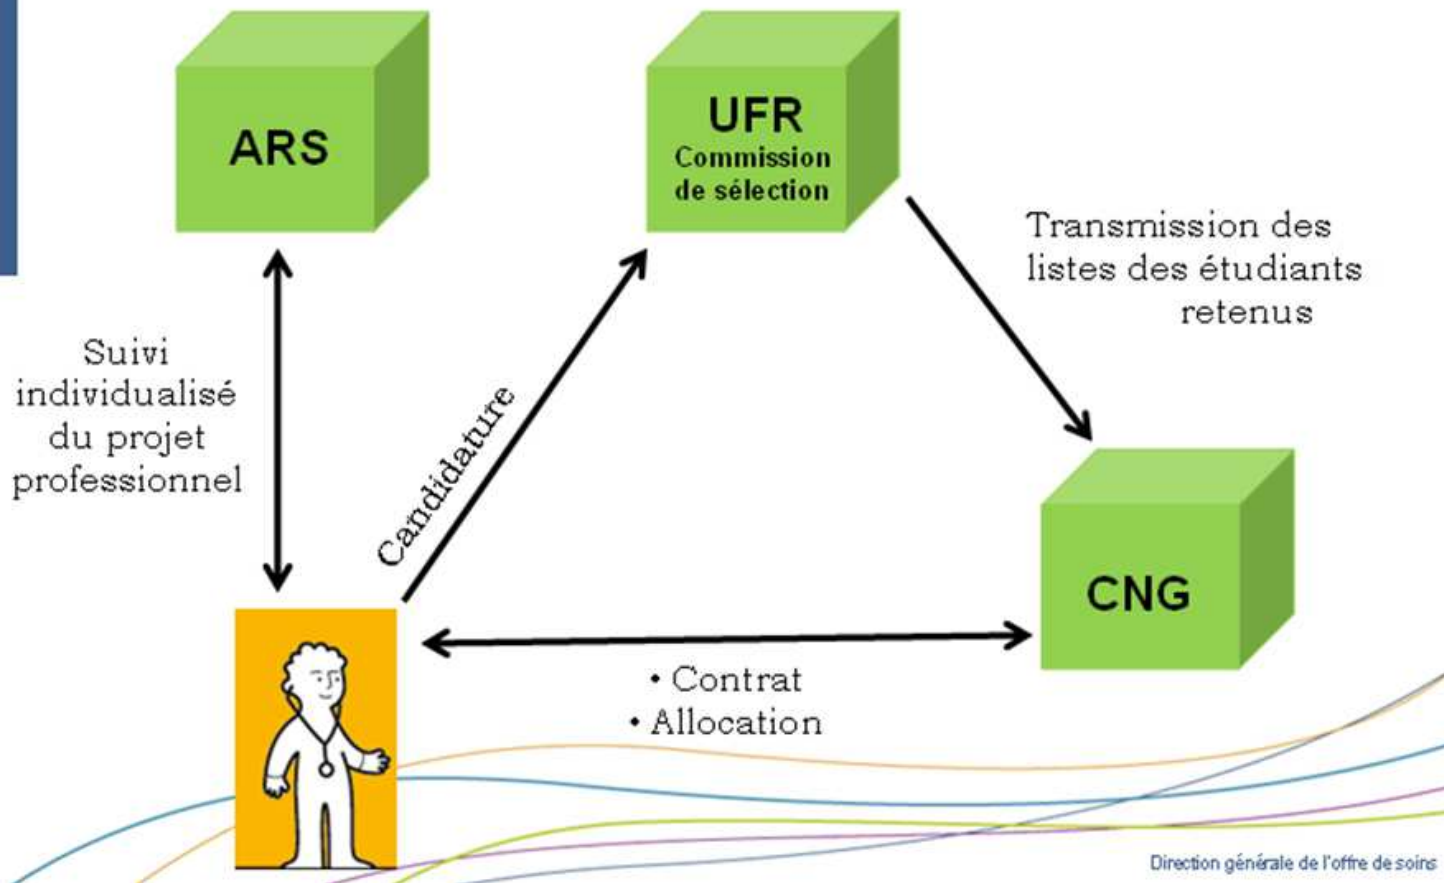 ARS
UFR
Commission
de sélection
Transmission des
listes des étudiants
retenus
Suivi
individualisé
du projet
professionnel
Candidature
CNG
• Contrat
• Allocation
Direction générale de l'offre de soins